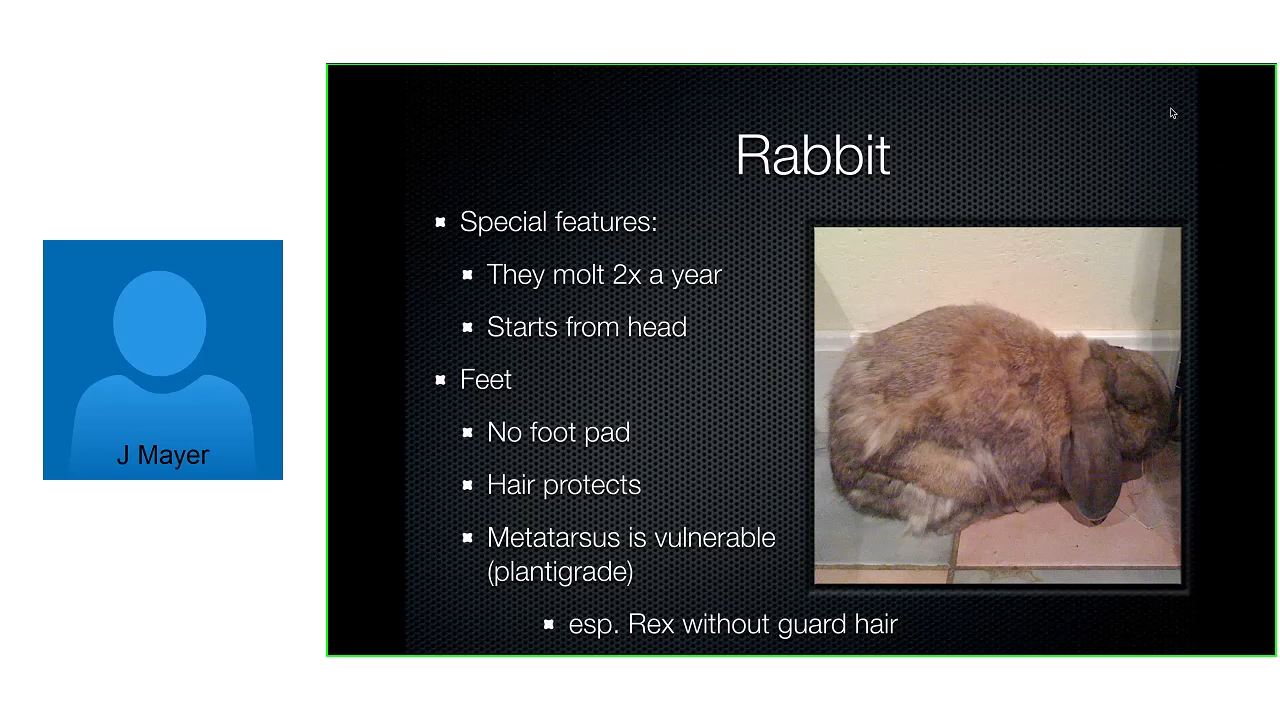 Rabbit
Special features:
They molt 2x a year
Starts from head
Feet
No foot pad
Hair protects
Metatarsus is vulnerable
(plantigrade)
esp. Rex without guard hair
J Mayer